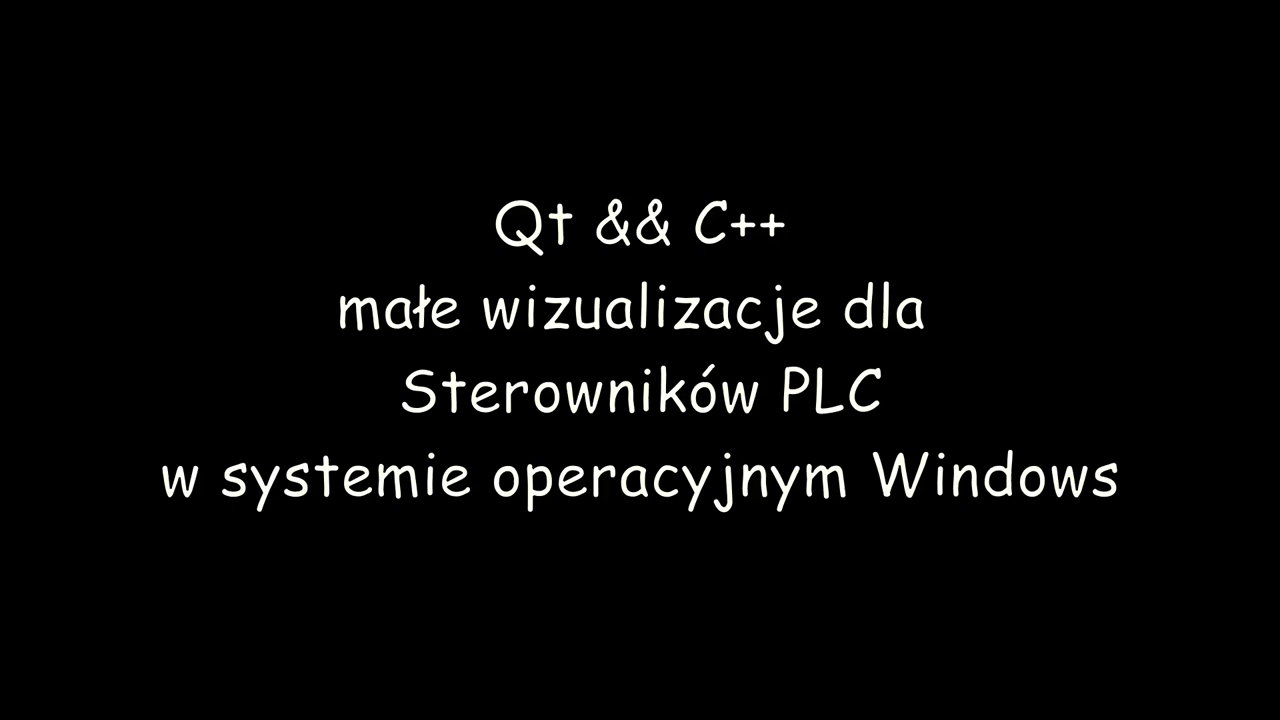 Qt && C++
małe wizualizacje dla
Sterowników PLC
w systemie operacyjnym Windows